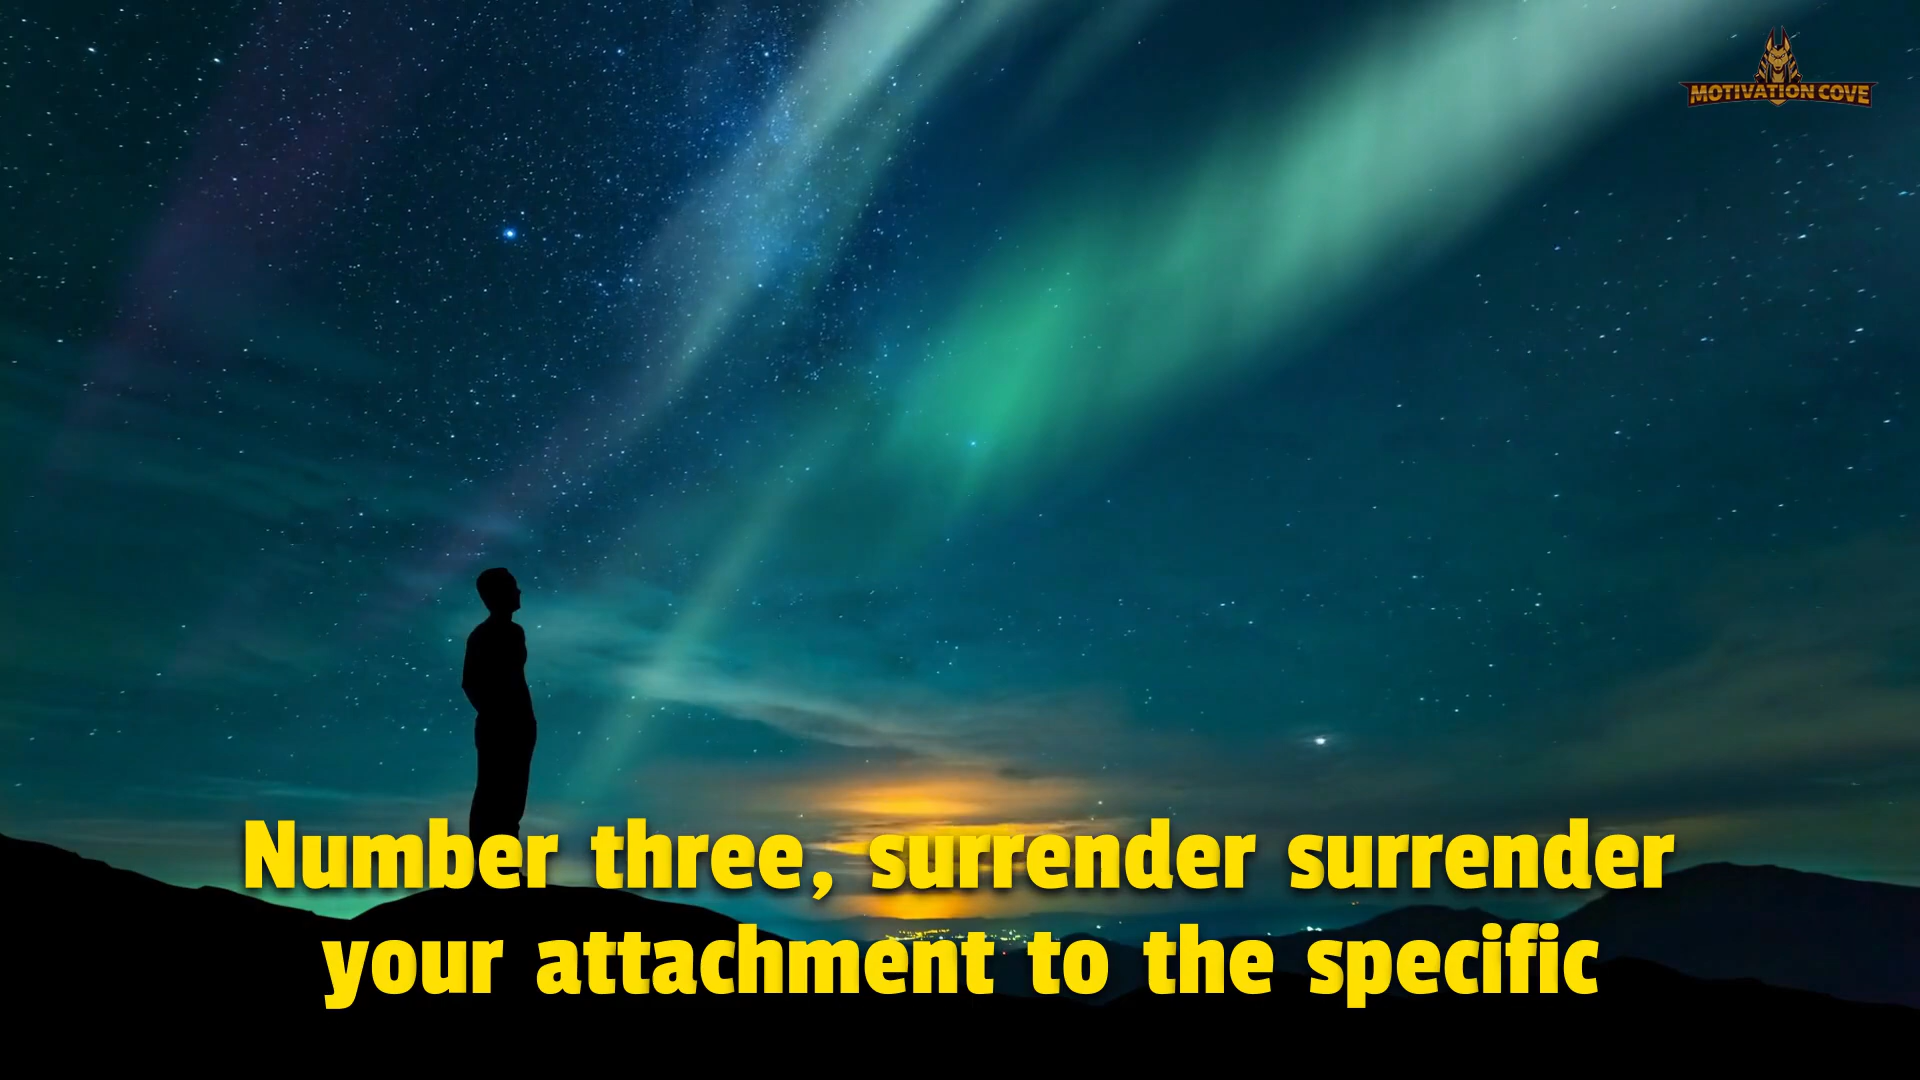 MOTIVATION COVE
Number three, surrender surrender
your attachment to the specific